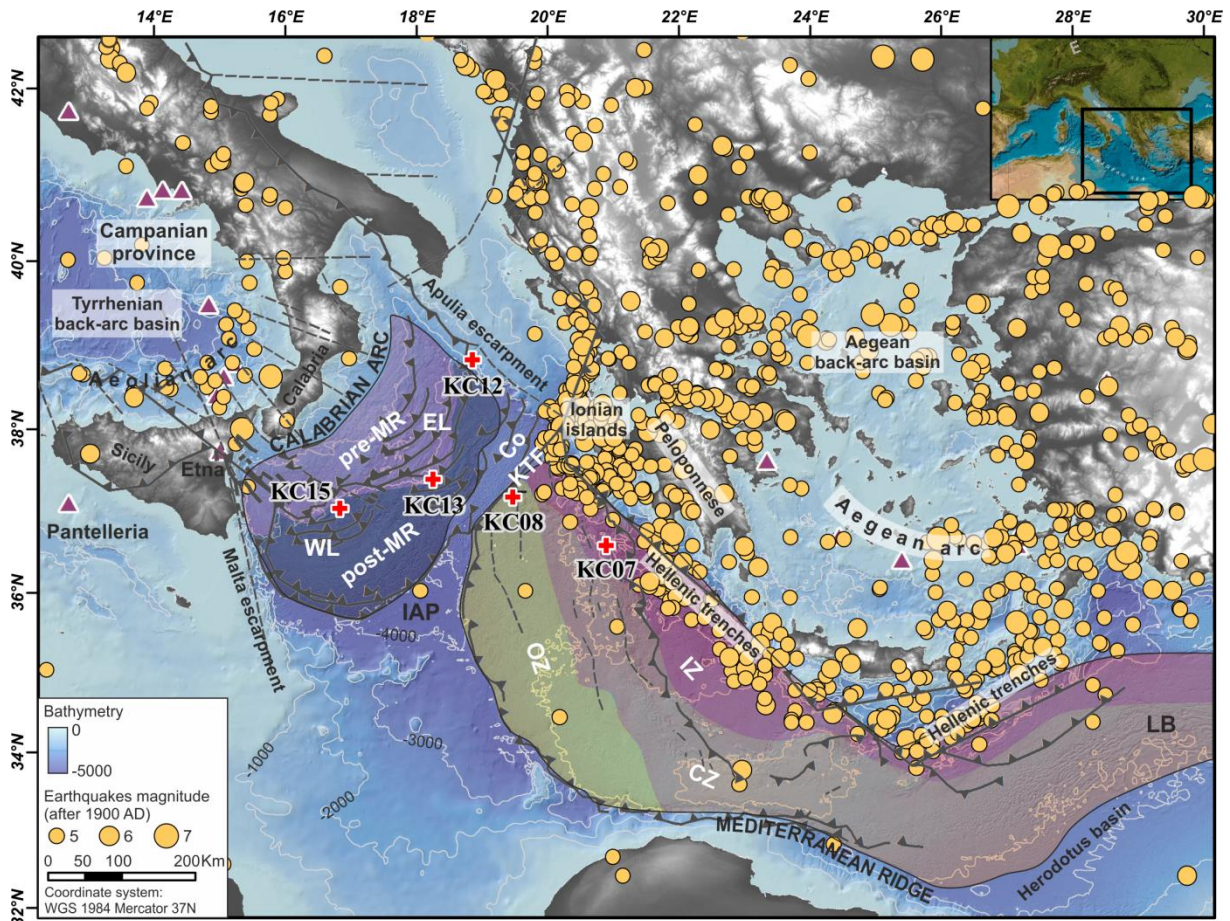 14°E 16° 18° 20° 22° 24° 26° 28°E 30°E
42°N
40°N
38°N
36°N
34°N
32°N
E
Campanian
province
Tyrrhenian
back-arc basin
Aeolian arc
Apulia escarpment
Aegean
back-arc basin
Calabria
CALABRIAN ARC
KC12
Ionian
islands
Peloponnese
Sicily
Etna
pre-MR
EL
Co
KTF
KC15
KC13
KC08
WL
post-MR
KC07
Pantelleria
Malta escarpment
IAP
Aegean arc
Hellenic trenches
Hellenic trenches
OZ
IZ
CZ
LB
-4000
-3000
-2000
-1000
MEDITERRANEAN RIDGE
Herodotus basin
Bathymetry
0
-5000
Earthquakes magnitude
(after 1900 AD)
5 6 7
0 50 100 200Km
Coordinate system:
WGS 1984 Mercator 37N